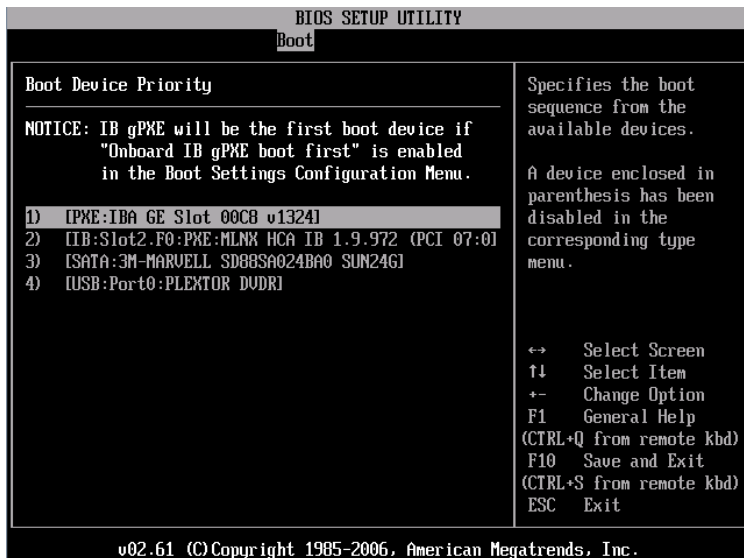 BIOS SETUP UTILITY
Boot
Boot Device Priority
NOTICE: IB gPXE will be the first boot device if
"Onboard IB gPXE boot first" is enabled
in the Boot Settings Configuration Menu.
1) [PXE:IBA GE Slot 00C8 v1324]
2) [IB:Slot2.F0:PXE:MLNX HCA IB 1.9.972 (PCI 07:0]
3) [SATA:3M-MARVELL SD88SA024BA0 SUN24G]
4) [USB:Port0:PLEXTOR DVDR]
Specifies the boot
sequence from the
available devices.
A device enclosed in
parenthesis has been
disabled in the
corresponding type
menu.
↔ Select Screen
↑↓ Select Item
+- Change Option
F1 General Help
(CTRL+Q from remote kbd)
F10 Save and Exit
(CTRL+S from remote kbd)
ESC Exit
v02.61 (C)Copyright 1985-2006, American Megatrends, Inc.